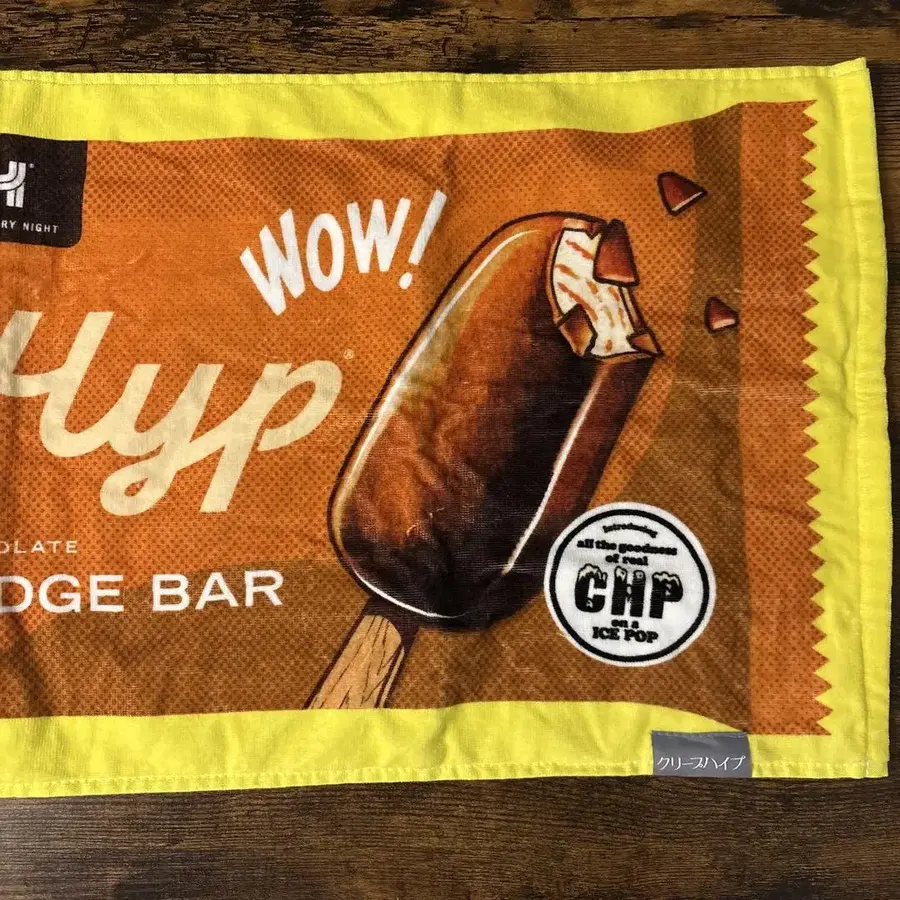 RY NIGHT
WOW!
Hyp®
OLATE
DGE BAR
Introducing
all the goodness
of real
CHP
on a
ICE POP
クリープハイプ